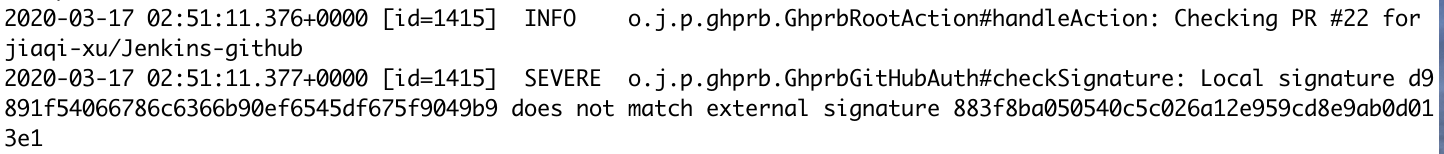 2020-03-17 02:51:11.376+0000 [id=1415]  INFO    o.j.p.ghprb.GhprbRootAction#handleAction: Checking PR #22 for
jiaqi-xu/Jenkins-github
2020-03-17 02:51:11.377+0000 [id=1415]  SEVERE  o.j.p.ghprb.GhprbGitHubAuth#checkSignature: Local signature d9
891f54066786c6366b90ef6545df675f9049b9 does not match external signature 883f8ba050540c5c026a12e959cd8e9ab0d01
3e1